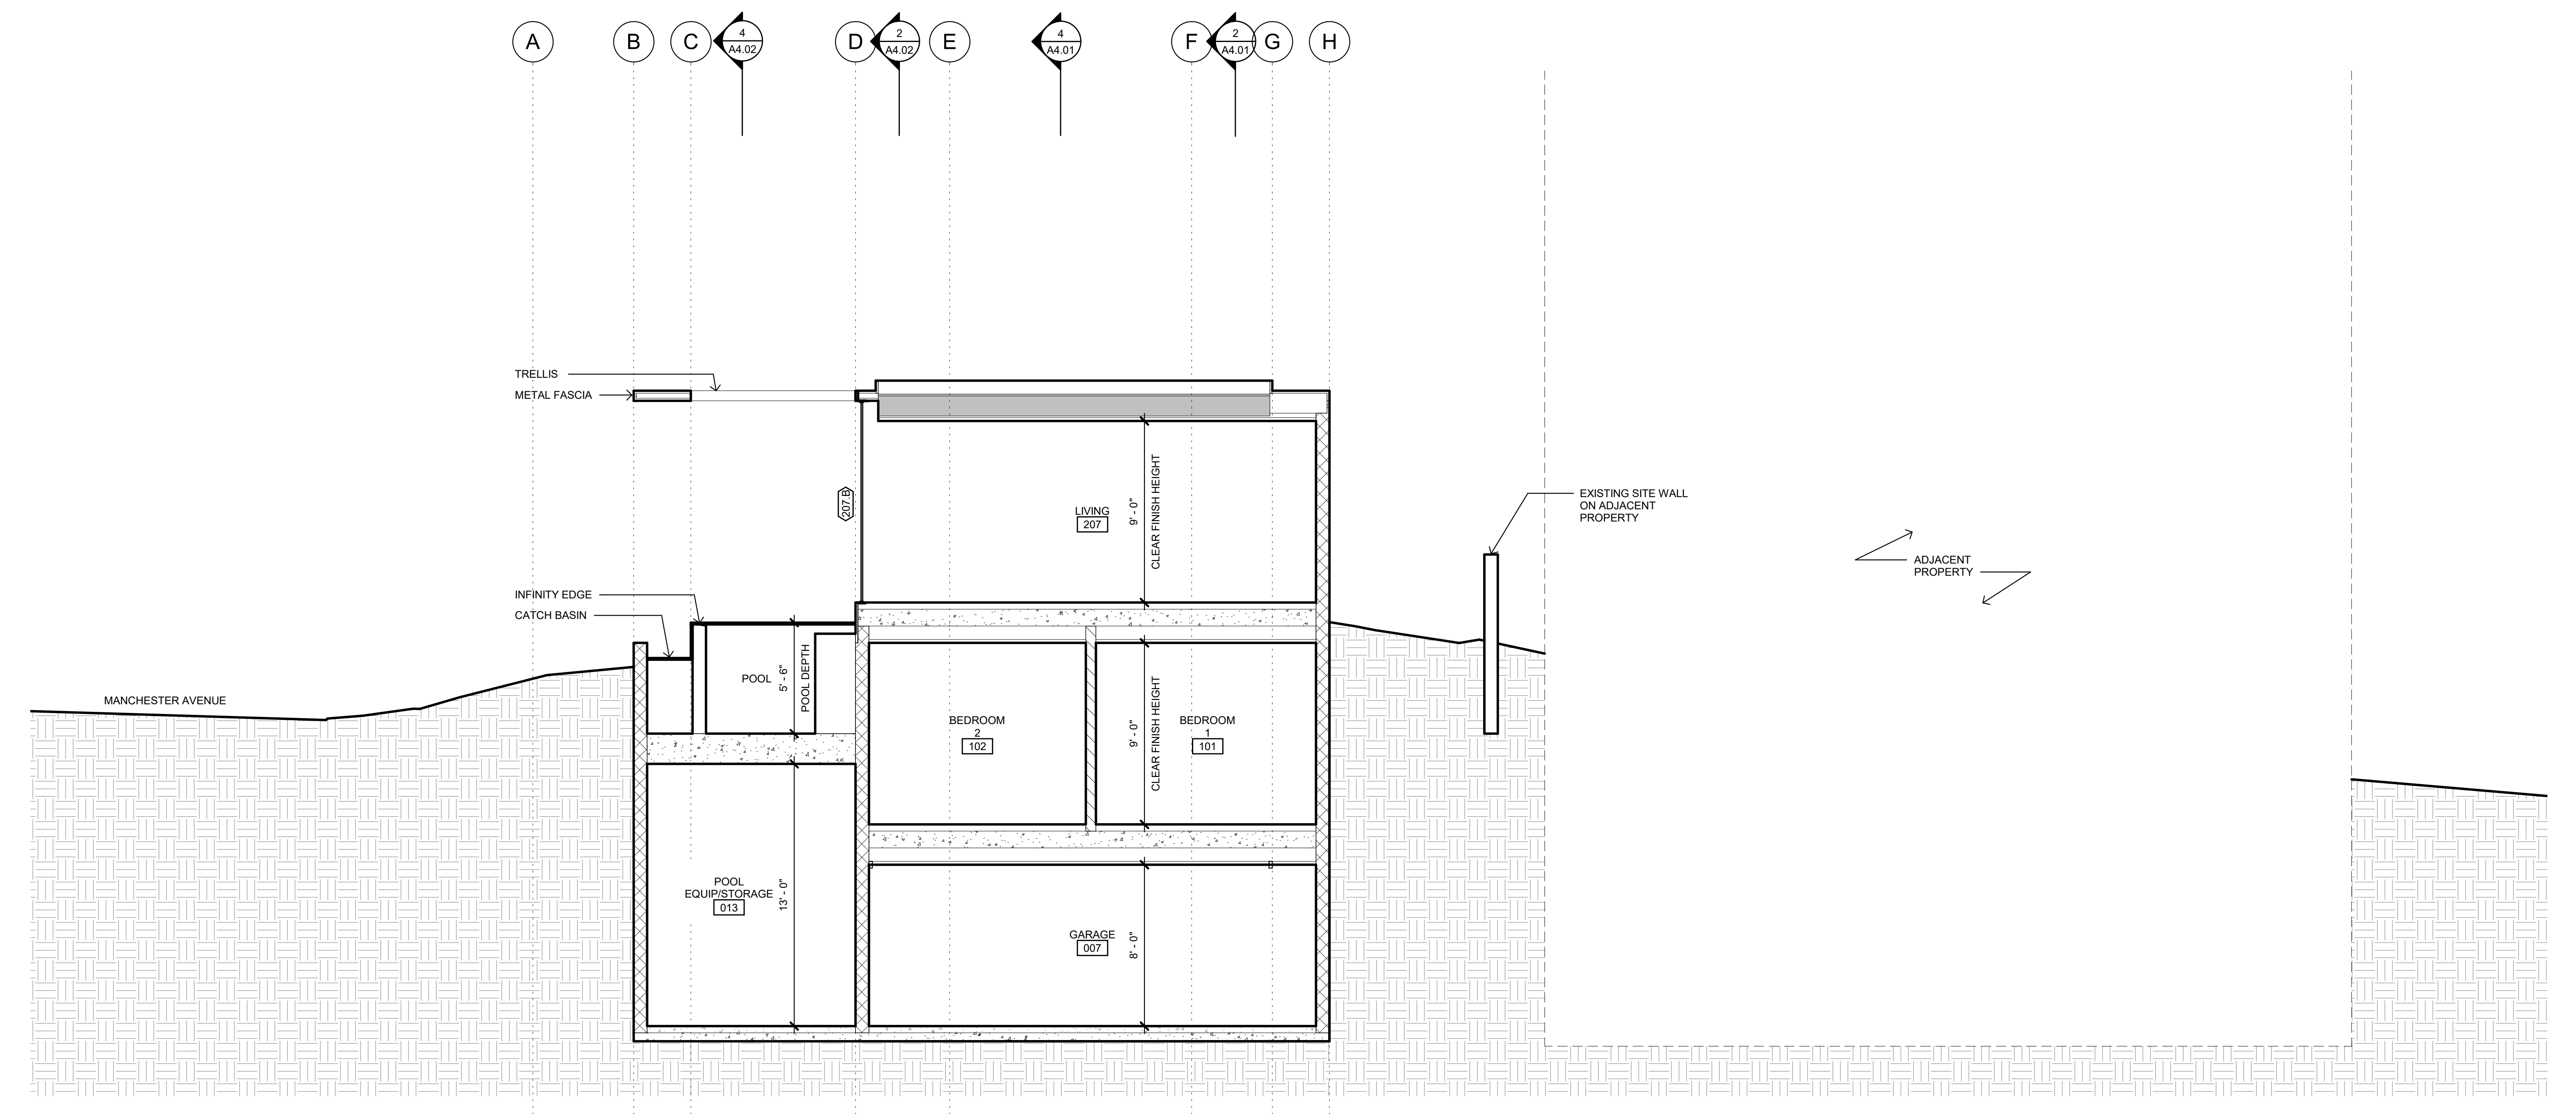 A
B
C
4
A4.02
D
2
A4.02
E
4
A4.01
F
2
A4.01
G
H
TRELLIS
METAL FASCIA
207.B
LIVING
207
9' - 0"
CLEAR FINISH HEIGHT
EXISTING SITE WALL
ON ADJACENT
PROPERTY
ADJACENT
PROPERTY
INFINITY EDGE
CATCH BASIN
MANCHESTER AVENUE
POOL
5' - 6"
POOL DEPTH
BEDROOM
2
102
9' - 0"
CLEAR FINISH HEIGHT
BEDROOM
1
101
POOL
EQUIP/STORAGE
013
13' - 0"
GARAGE
007
8' - 0"